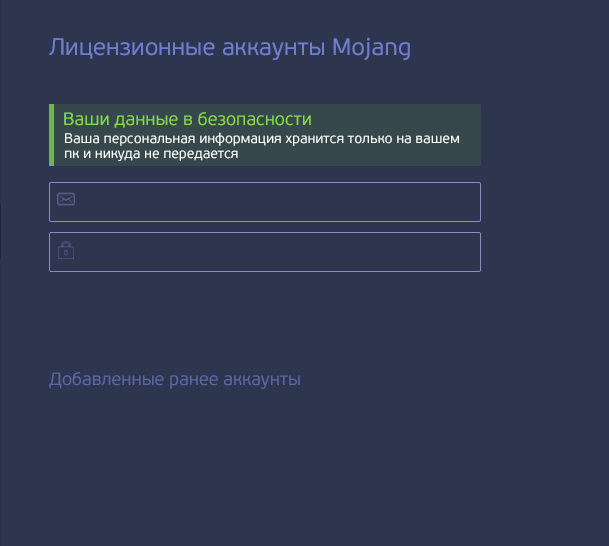 Лицензионные аккаунты Mojang
Ваши данные в безопасности
Ваша персональная информация хранится только на вашем
пк и никуда не передается
Добавленные ранее аккаунты